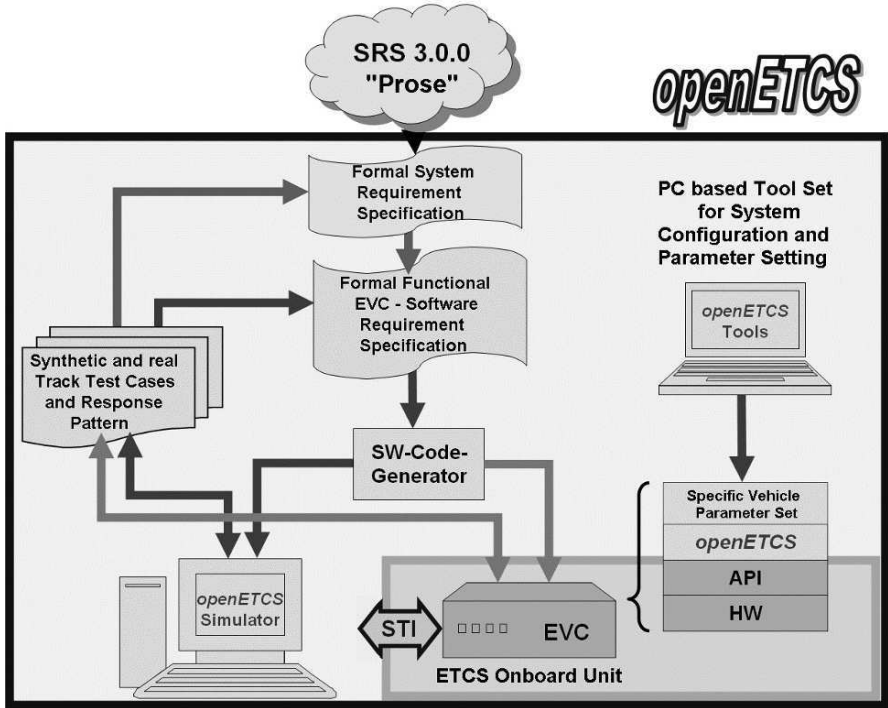 SRS 3.0.0
"Prose"
openETCS
Formal System
Requirement
Specification
PC based Tool Set
for System
Configuration and
Parameter Setting
Formal Functional
EVC - Software
Requirement
Specification
openETCS
Tools
Synthetic and real
Track Test Cases
and Response
Pattern
SW-Code-
Generator
Specific Vehicle
Parameter Set
openETCS
API
HW
openETCS
Simulator
STI
EVC
ETCS Onboard Unit